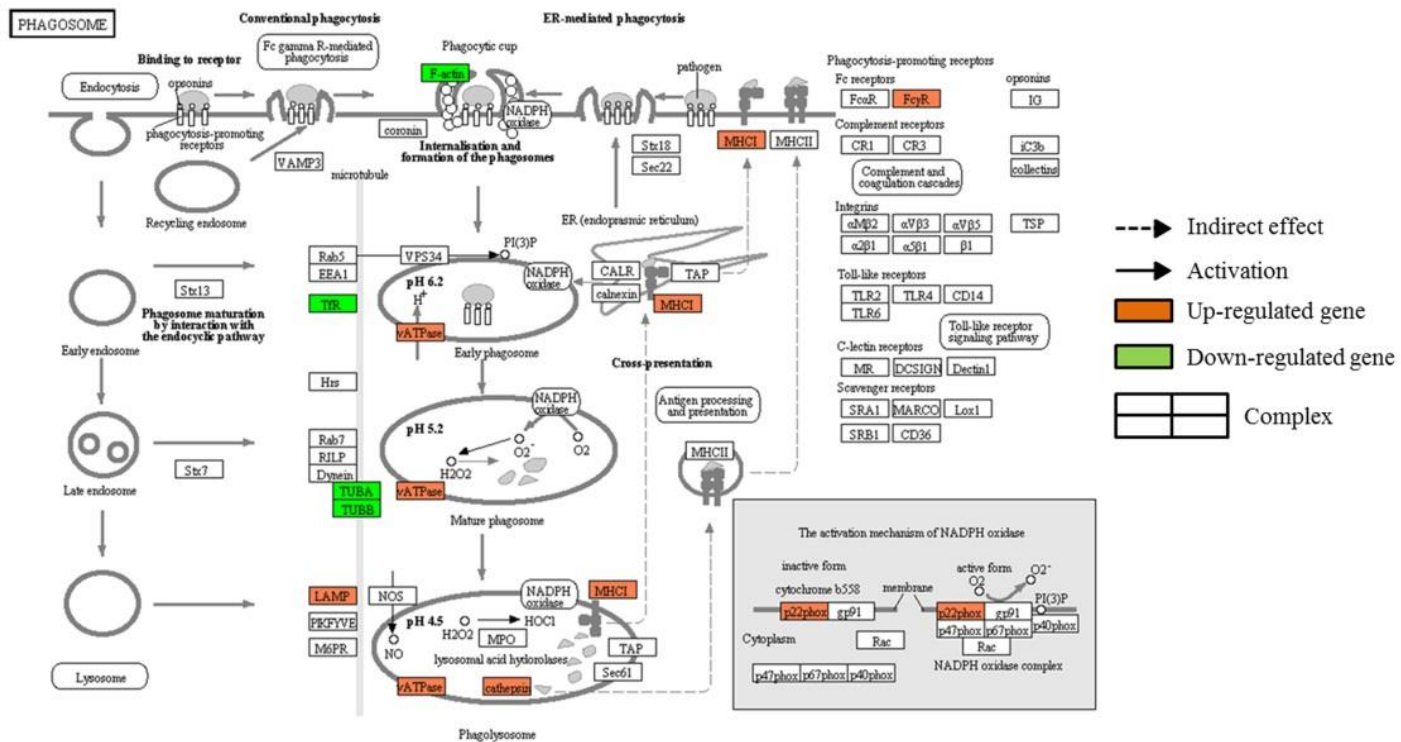 PHAGOSOME
Conventional phagocytosis
ER-mediated phagocytosis
Fc gamma R-mediated
phagocytosis
Phagocytic cup
Binding to receptor
F-actin
pathogen
Endocytosis
opsonins
NADPH
oxidase
phagocytosis-promoting
receptors
coronin
Internalisation and
formation of the phagosomes
VAMP3
Stx18
Sec22
MHCI
MHCII
microtubule
Recycling endosome
ER (endoprasmic reticulum)
Rab5
EEA1
VPS34
PI(3)P
NADPH
oxidase
CALR
calnexin
TAP
MHCI
Stx13
pH 6.2
H+
TfR
vATPase
Phagosome maturation
by interaction with
the endocyclic pathway
Early endosome
Early phagosome
Cross-presentation
Hrs
NADPH
oxidase
Antigen processing
and presentation
pH 5.2
O2-
O2
H2O2
Rab7
RILP
Dynein
Stx7
TUBA
TUBB
vATPase
MHCII
Late endosome
Mature phagosome
LAMP
NOS
NADPH
oxidase
MHCI
PIKFYVE
pH 4.5
H2O2
HOCl
MPO
M6PR
NO
lysosomal acid hydorolases
TAP
Sec61
vATPase
cathepsin
Lysosome
Phagolysosome
Phagocytosis-promoting receptors
Fc receptors
opsonins
FcαR
FcγR
IG
Complement receptors
CR1
CR3
iC3b
collectins
Complement and
coagulation cascades
Integrins
αMβ2
αVβ3
αVβ5
TSP
α2β1
α5β1
β1
Toll-like receptors
TLR2
TLR4
CD14
TLR6
Toll-like receptor
signaling pathway
C-lectin receptors
MR
DCSIGN
Dectin1
Scavenger receptors
SRA1
MARCO
Lox1
SRB1
CD36
Indirect effect
Activation
Up-regulated gene
Down-regulated gene
Complex
The activation mechanism of NADPH oxidase
inactive form
active form
O2
O2-
cytochrome b558
membrane
PI(3)P
p22phox
gp91
p22phox
gp91
p47phox
p67phox
p40phox
Cytoplasm
Rac
Rac
NADPH oxidase complex
p47phox
p67phox
p40phox